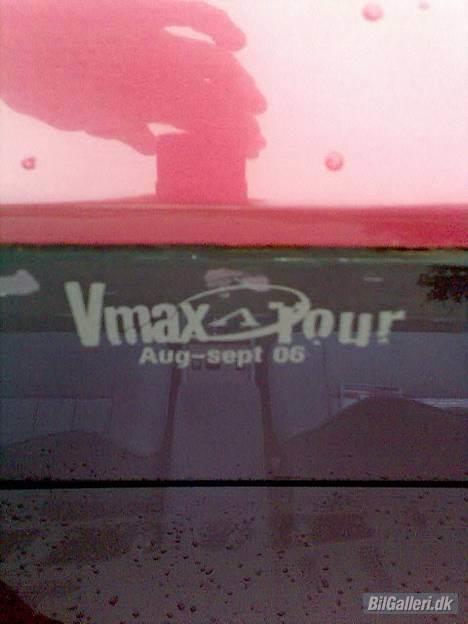 Vmax Tour
Aug-sept 06
BilGalleri.dk